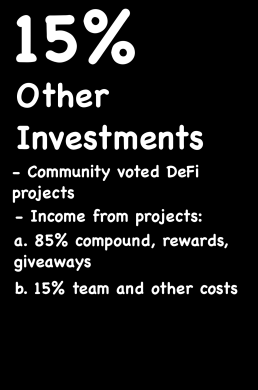 15%
Other
Investments
- Community voted DeFi
projects
- Income from projects:
a. 85% compound, rewards,
giveaways
b. 15% team and other costs